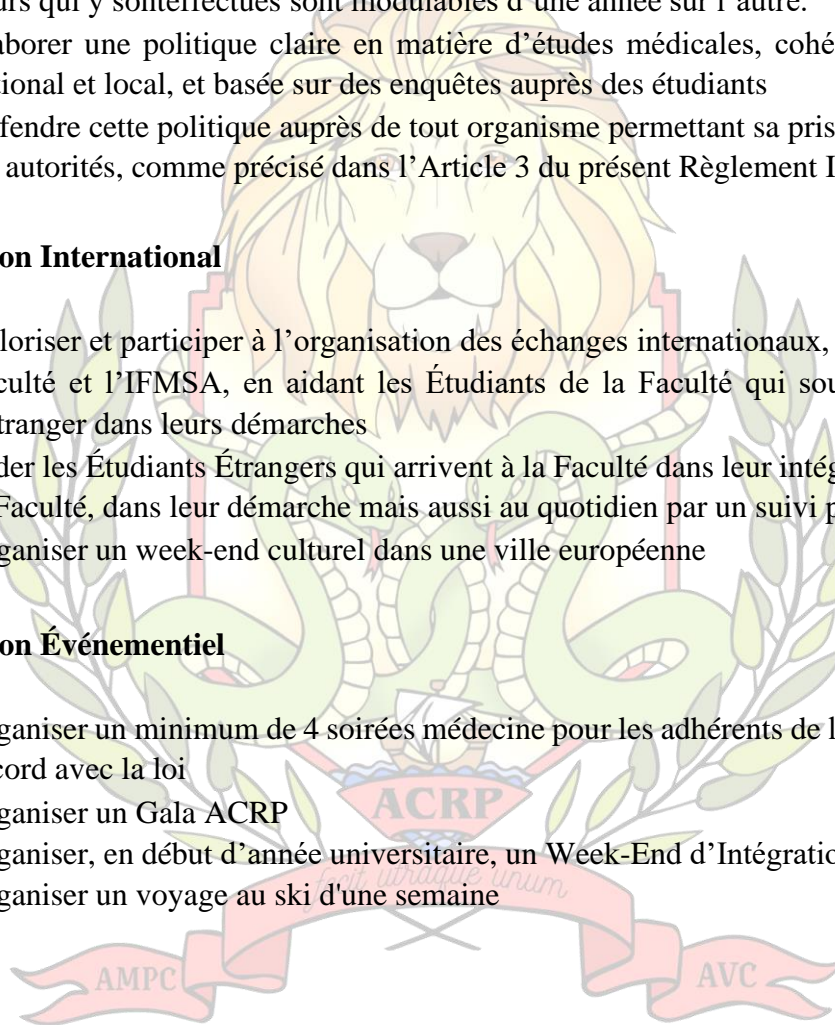 urs qui y sonteffectués sont modulables d'une année sur l'autre.
aborer une politique claire en matière d'études médicales, cohé
tional et local, et basée sur des enquêtes auprès des étudiants
fendre cette politique auprès de tout organisme permettant sa pris
autorités, comme précisé dans l'Article 3 du présent Règlement I
on International
loriser et participer à l'organisation des échanges internationaux,
culté et l'IFMSA, en aidant les Étudiants de la Faculté qui sou
tranger dans leurs démarches
der les Étudiants Étrangers qui arrivent à la Faculté dans leur intég
Faculté, dans leur démarche mais aussi au quotidien par un suivi p
ganiser un week-end culturel dans une ville européenne
on Événementiel
ganiser un minimum de 4 soirées médecine pour les adhérents de l
cord avec la loi
ganiser un Gala ACRP
ganiser, en début d'année universitaire, un Week-End d'Intégratio
ganiser un voyage au ski d'une semaine
ACRP
facit utraque unum
AMPC
AVC